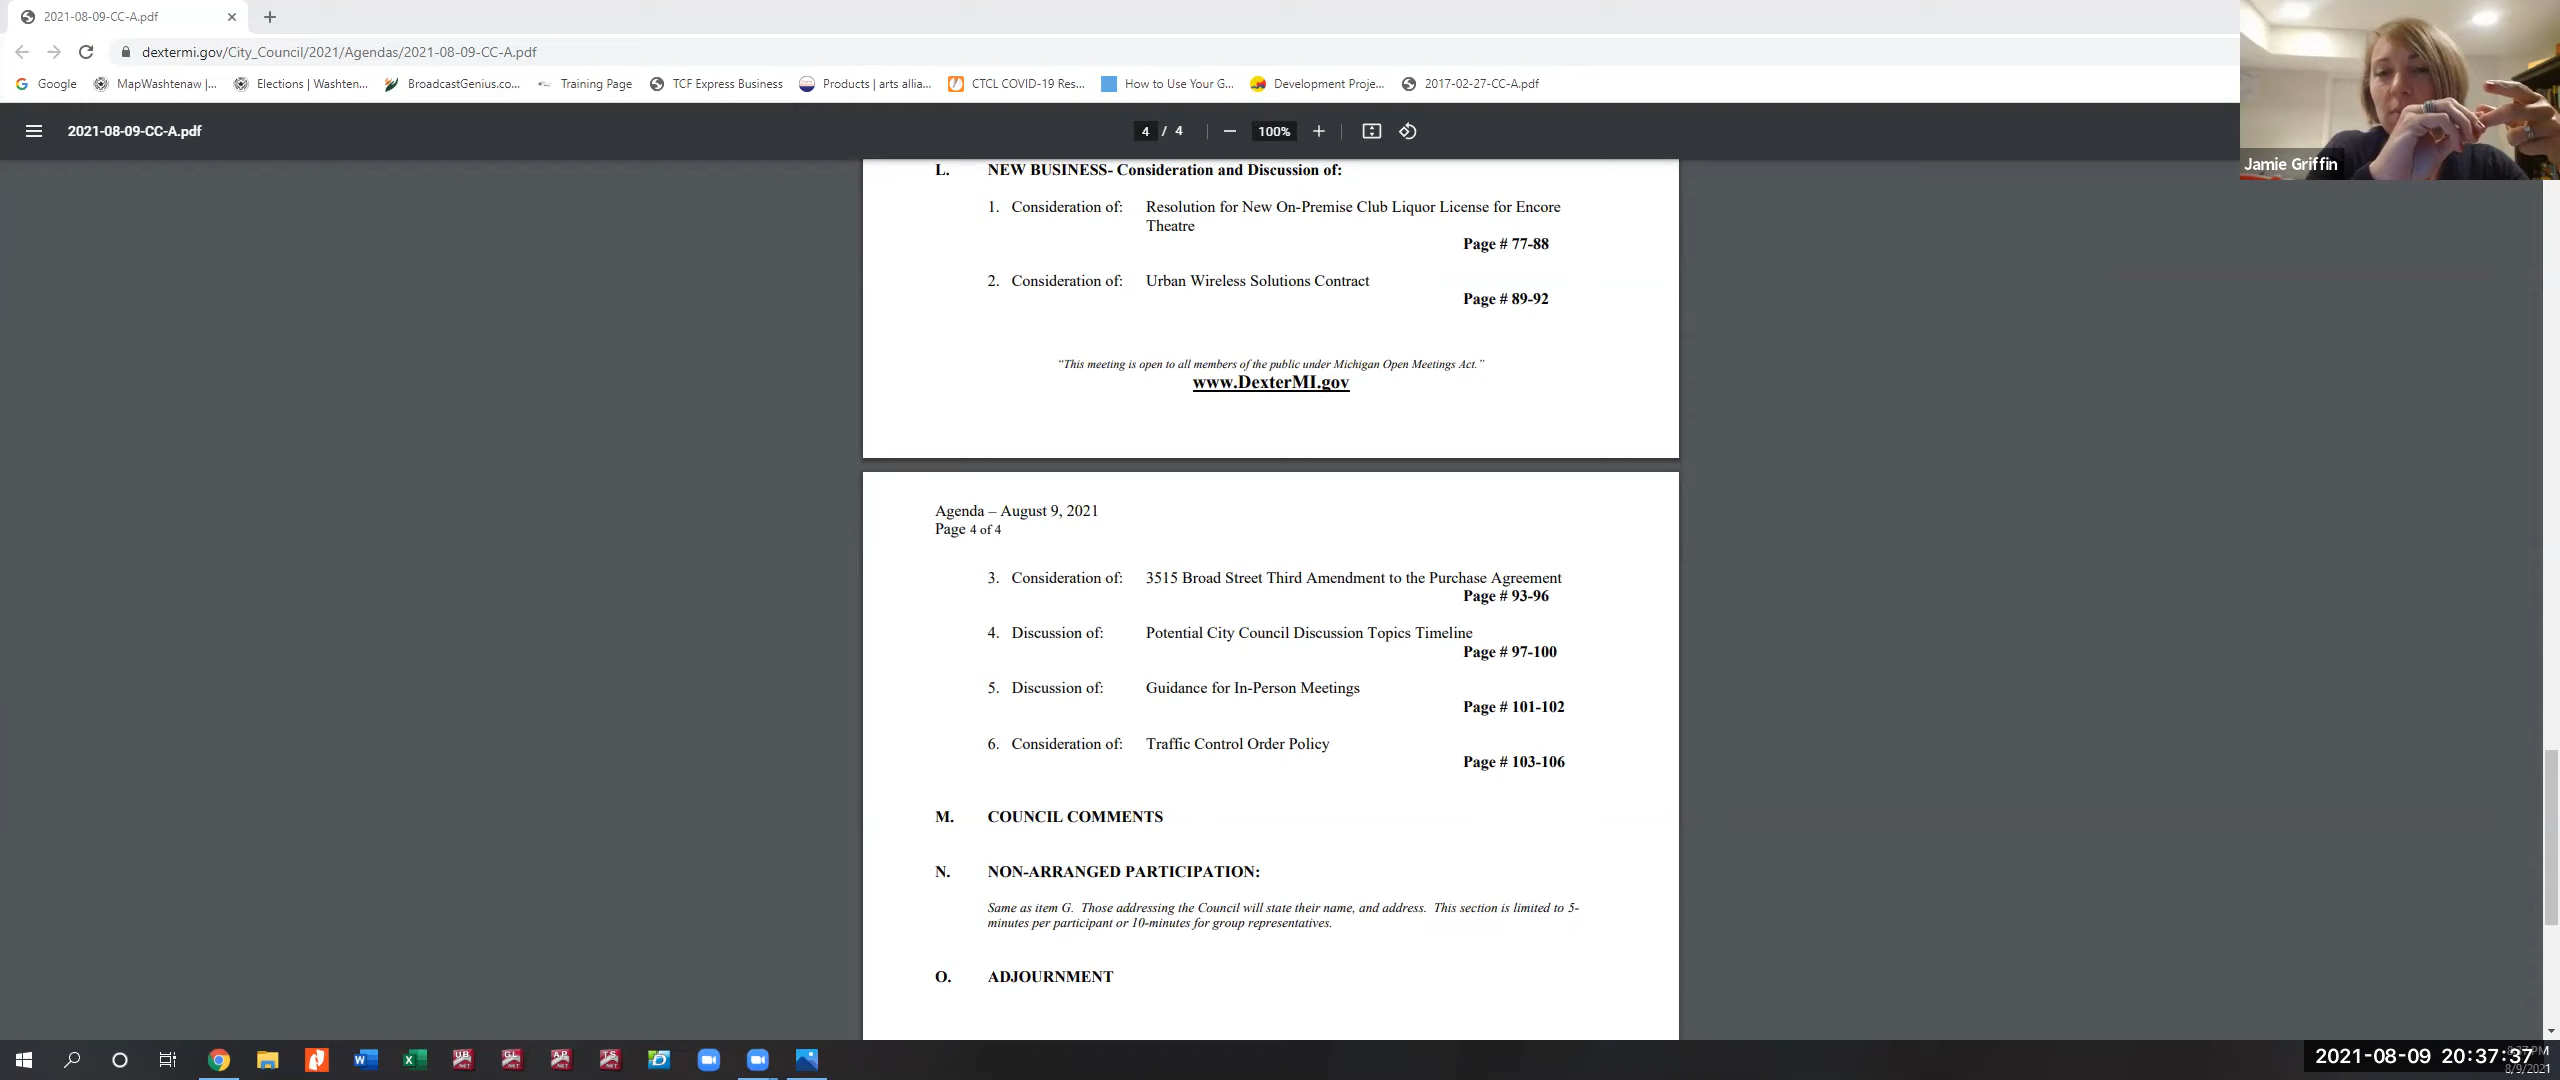 2021-08-09-CC-A.pdf
dextermi.gov/City_Council/2021/Agendas/2021-08-09-CC-A.pdf
Google MapWashtenaw |... Elections | Washten... BroadcastGenius.co... Training Page TCF Express Business Products | arts allia... CTCL COVID-19 Res... How to Use Your G... Development Proje... 2017-02-27-CC-A.pdf
2021-08-09-CC-A.pdf 4 / 4 100%
Jamie Griffin
L. NEW BUSINESS- Consideration and Discussion of:
1. Consideration of: Resolution for New On-Premise Club Liquor License for Encore
Theatre
Page # 77-88
2. Consideration of: Urban Wireless Solutions Contract
Page # 89-92
“This meeting is open to all members of the public under Michigan Open Meetings Act.”
www.DexterMI.gov
Agenda – August 9, 2021
Page 4 of 4
3. Consideration of: 3515 Broad Street Third Amendment to the Purchase Agreement
Page # 93-96
4. Discussion of: Potential City Council Discussion Topics Timeline
Page # 97-100
5. Discussion of: Guidance for In-Person Meetings
Page # 101-102
6. Consideration of: Traffic Control Order Policy
Page # 103-106
M. COUNCIL COMMENTS
N. NON-ARRANGED PARTICIPATION:
Same as item G. Those addressing the Council will state their name, and address. This section is limited to 5-
minutes per participant or 10-minutes for group representatives.
O. ADJOURNMENT
2021-08-09 20:37:37
8/9/2021